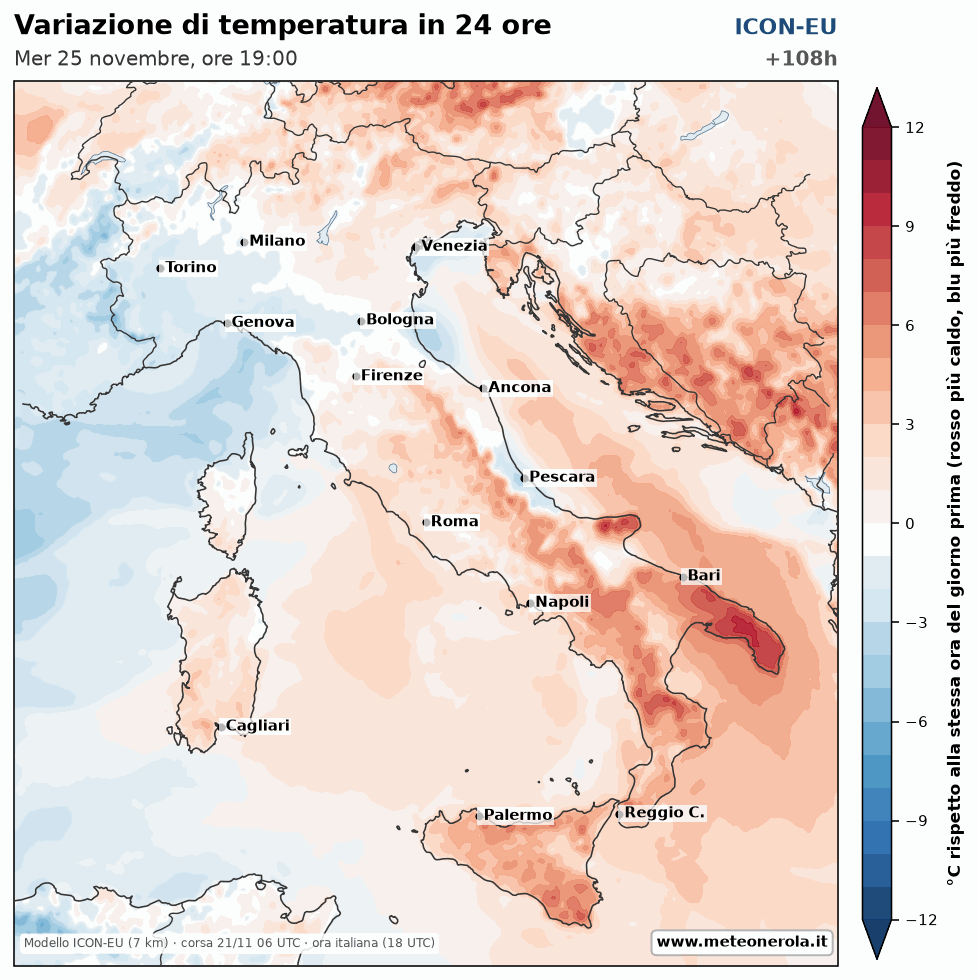 Variazione di temperatura in 24 ore
ICON-EU
Mer 25 novembre, ore 19:00
+108h
Milano
Venezia
Torino
Genova
Bologna
Firenze
Ancona
Pescara
Roma
Bari
Napoli
Cagliari
Palermo
Reggio C.
Modello ICON-EU (7 km) · corsa 21/11 06 UTC · ora italiana (18 UTC)
www.meteonerola.it
12
9
6
3
0
−3
−6
−9
−12
°C rispetto alla stessa ora del giorno prima (rosso più caldo, blu più freddo)